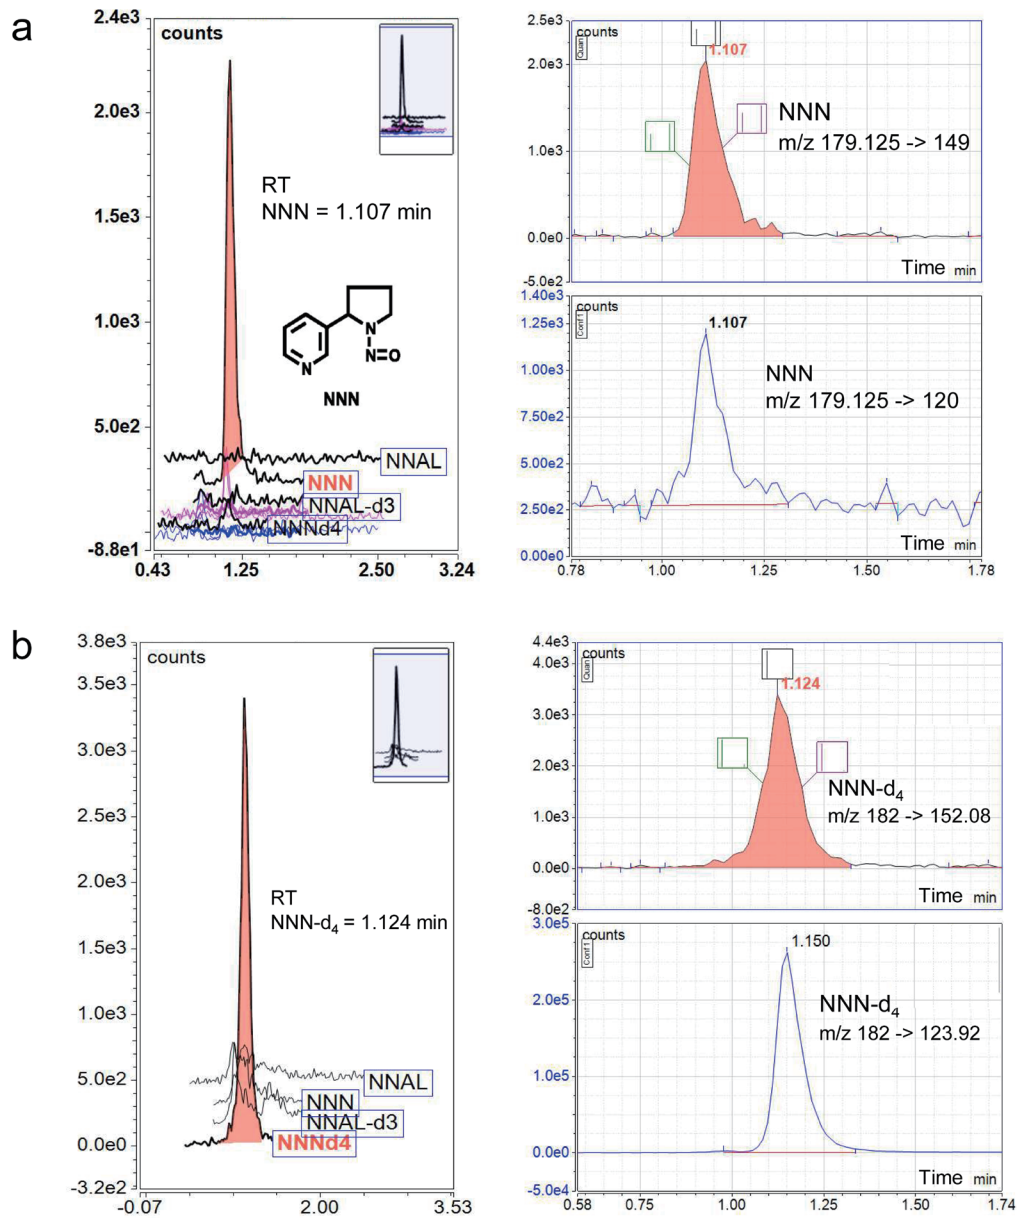 a
2.4e3
counts
2.0e3
1.5e3
1.0e3
5.0e2
-8.8e1
RT
NNN = 1.107 min
N
N
N=O
NNN
NNAL
NNN
NNAL-d3
NNNd4
0.43
1.25
2.50
3.24
2.5e3
counts
Quan
1.107
2.0e3
1.0e3
0.0e0
-5.0e2
NNN
m/z 179.125 -> 149
Time min
1.40e3
counts
Conf 1
1.107
1.25e3
1.00e3
7.50e2
5.00e2
2.50e2
0.00e0
NNN
m/z 179.125 -> 120
Time min
0.78
1.00
1.25
1.50
1.78
b
3.8e3
counts
3.5e3
3.0e3
2.5e3
2.0e3
1.5e3
1.0e3
5.0e2
0.0e0
-3.2e2
RT
NNN-d4 = 1.124 min
NNAL
NNN
NNAL-d3
NNNd4
-0.07
2.00
3.53
4.4e3
counts
Quan
4.0e3
1.124
3.0e3
2.0e3
1.0e3
0.0e0
-8.0e2
NNN-d4
m/z 182 -> 152.08
Time min
3.0e5
counts
Conf 1
1.150
2.0e5
1.0e5
0.0e0
-5.0e4
NNN-d4
m/z 182 -> 123.92
Time min
0.58
0.75
1.00
1.25
1.50
1.74